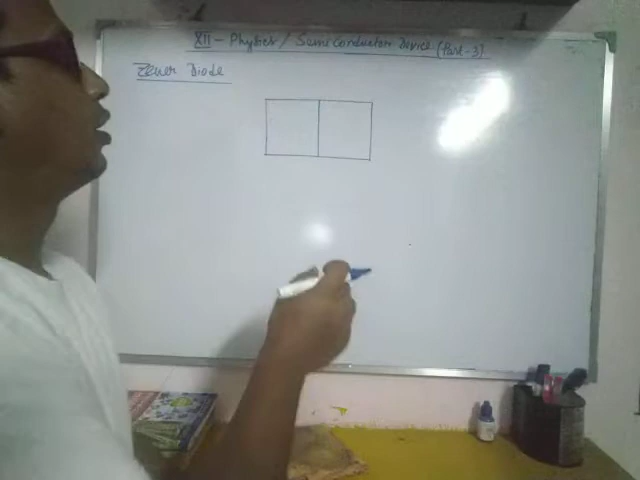 XII - Physics / Semiconductor Device (Part-3)
Zener Diode